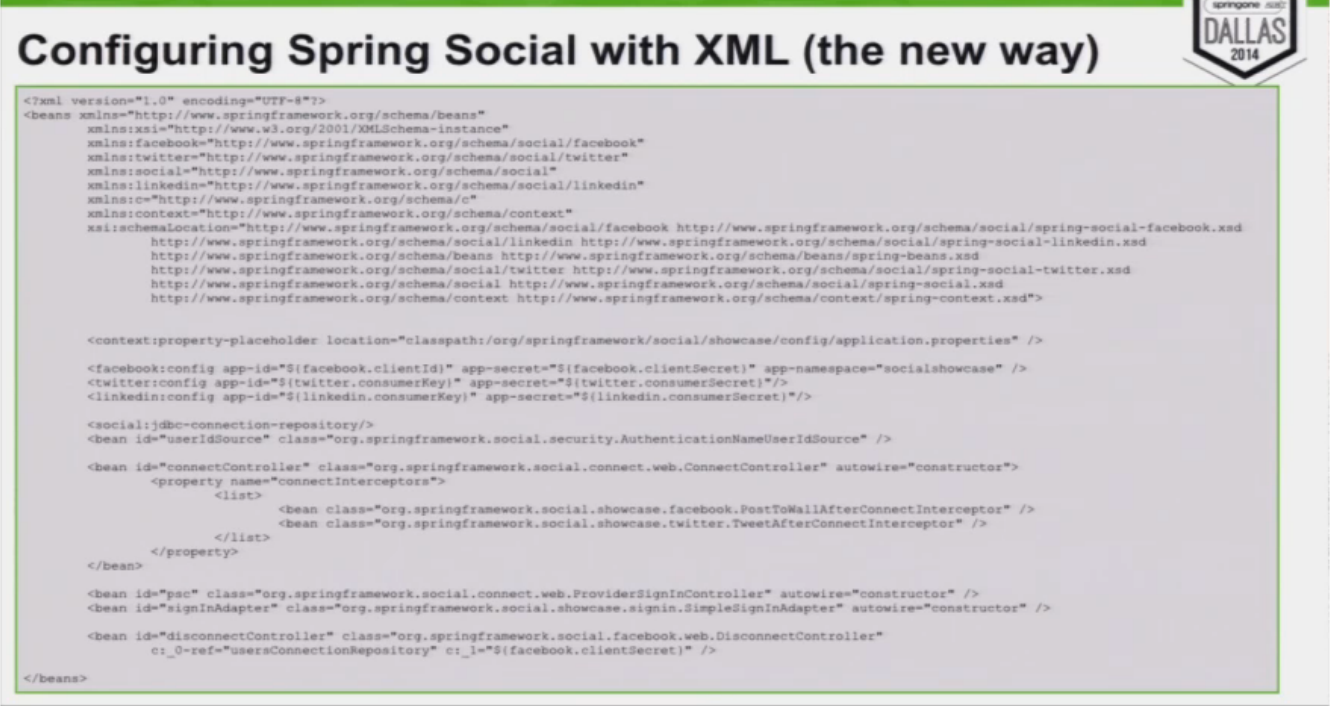 springone 2GX
DALLAS
2014
Configuring Spring Social with XML (the new way)
<?xml version="1.0" encoding="UTF-8"?>
<beans xmlns="http://www.springframework.org/schema/beans"
xmlns:xsi="http://www.w3.org/2001/XMLSchema-instance"
xmlns:facebook="http://www.springframework.org/schema/social/facebook"
xmlns:twitter="http://www.springframework.org/schema/social/twitter"
xmlns:social="http://www.springframework.org/schema/social"
xmlns:linkedin="http://www.springframework.org/schema/social/linkedin"
xmlns:c="http://www.springframework.org/schema/c"
xmlns:context="http://www.springframework.org/schema/context"
xsi:schemaLocation="http://www.springframework.org/schema/social/facebook http://www.springframework.org/schema/social/spring-social-facebook.xsd
http://www.springframework.org/schema/social/linkedin http://www.springframework.org/schema/social/spring-social-linkedin.xsd
http://www.springframework.org/schema/beans http://www.springframework.org/schema/beans/spring-beans.xsd
http://www.springframework.org/schema/social/twitter http://www.springframework.org/schema/social/spring-social-twitter.xsd
http://www.springframework.org/schema/social http://www.springframework.org/schema/social/spring-social.xsd
http://www.springframework.org/schema/context http://www.springframework.org/schema/context/spring-context.xsd">
<context:property-placeholder location="classpath:/org/springframework/social/showcase/config/application.properties" />
<facebook:config app-id="${facebook.clientId}" app-secret="${facebook.clientSecret}" app-namespace="socialshowcase" />
<twitter:config app-id="${twitter.consumerKey}" app-secret="${twitter.consumerSecret}"/>
<linkedin:config app-id="${linkedin.consumerKey}" app-secret="${linkedin.consumerSecret}"/>
<social:jdbc-connection-repository/>
<bean id="userIdSource" class="org.springframework.social.security.AuthenticationNameUserIdSource" />
<bean id="connectController" class="org.springframework.social.connect.web.ConnectController" autowire="constructor">
<property name="connectInterceptors">
<list>
<bean class="org.springframework.social.showcase.facebook.PostToWallAfterConnectInterceptor" />
<bean class="org.springframework.social.showcase.twitter.TweetAfterConnectInterceptor" />
</list>
</property>
</bean>
<bean id="psc" class="org.springframework.social.connect.web.ProviderSignInController" autowire="constructor" />
<bean id="signInAdapter" class="org.springframework.social.showcase.signin.SimpleSignInAdapter" autowire="constructor" />
<bean id="disconnectController" class="org.springframework.social.facebook.web.DisconnectController"
c:_0-ref="usersConnectionRepository" c:_1="${facebook.clientSecret}" />
</beans>